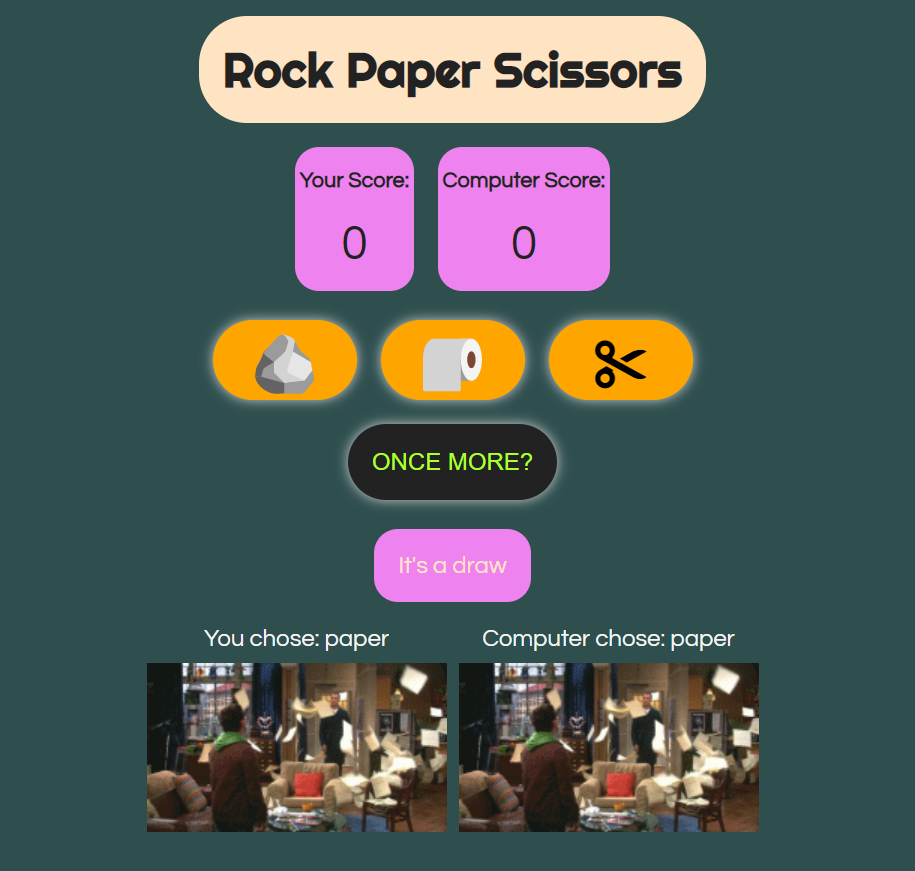 Rock Paper Scissors
Your Score: Computer Score:
0 0
ONCE MORE?
It's a draw
You chose: paper Computer chose: paper